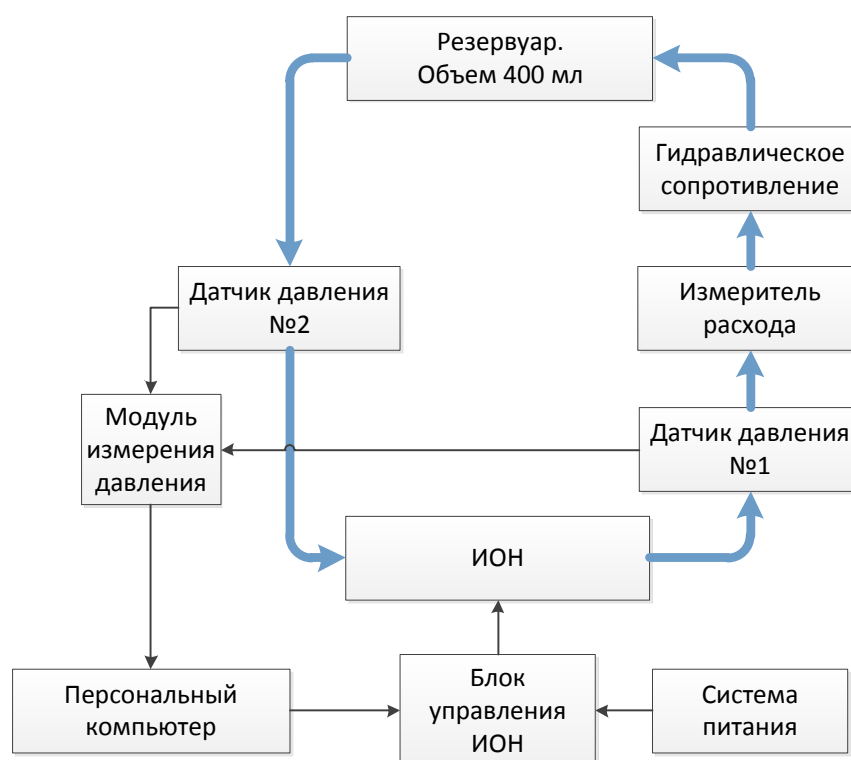 Резервуар.
Объем 400 мл
Гидравлическое
сопротивление
Датчик давления
№2
Измеритель
расхода
Модуль
измерения
давления
Датчик давления
№1
ИОН
Персональный
компьютер
Блок
управления
ИОН
Система
питания